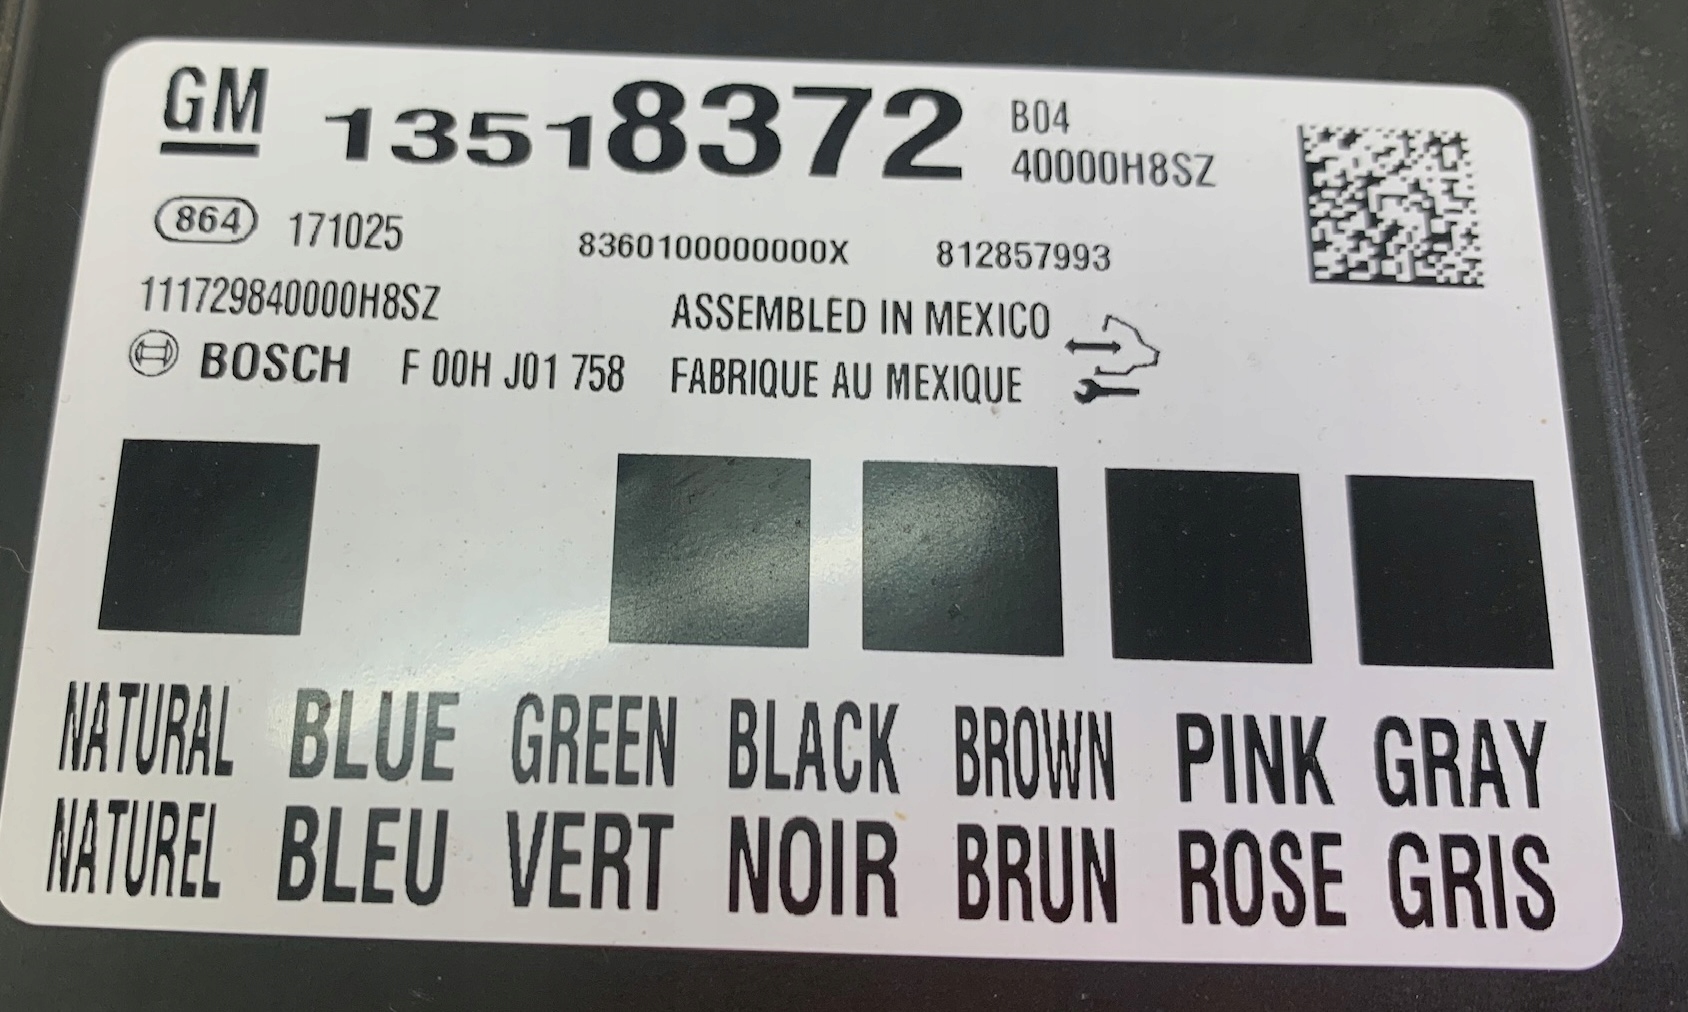 GM 13518372 B04
40000H8SZ
864 171025 8360100000000X 812857993
111729840000H8SZ ASSEMBLED IN MEXICO
BOSCH F 00H J01 758 FABRIQUE AU MEXIQUE
NATURAL BLUE GREEN BLACK BROWN PINK GRAY
NATUREL BLEU VERT NOIR BRUN ROSE GRIS